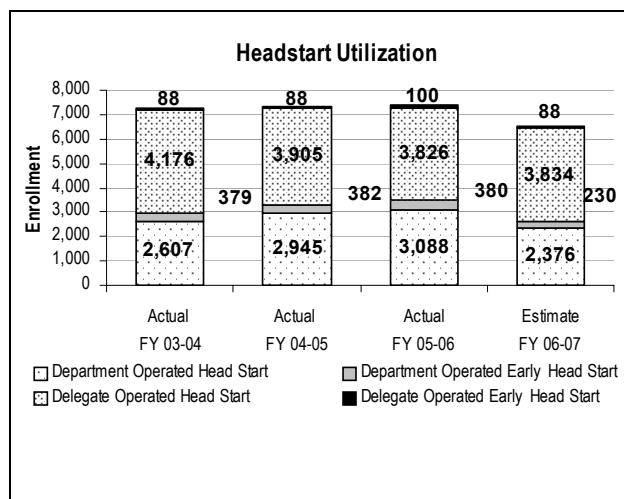 Headstart Utilization
Enrollment
8,000
7,000
6,000
5,000
4,000
3,000
2,000
1,000
0
88 88 100 88
4,176 3,905 3,826 3,834
379 382 380 230
2,607 2,945 3,088 2,376
Actual Actual Actual Estimate
FY 03-04 FY 04-05 FY 05-06 FY 06-07
Department Operated Head Start Department Operated Early Head Start
Delegate Operated Head Start Delegate Operated Early Head Start